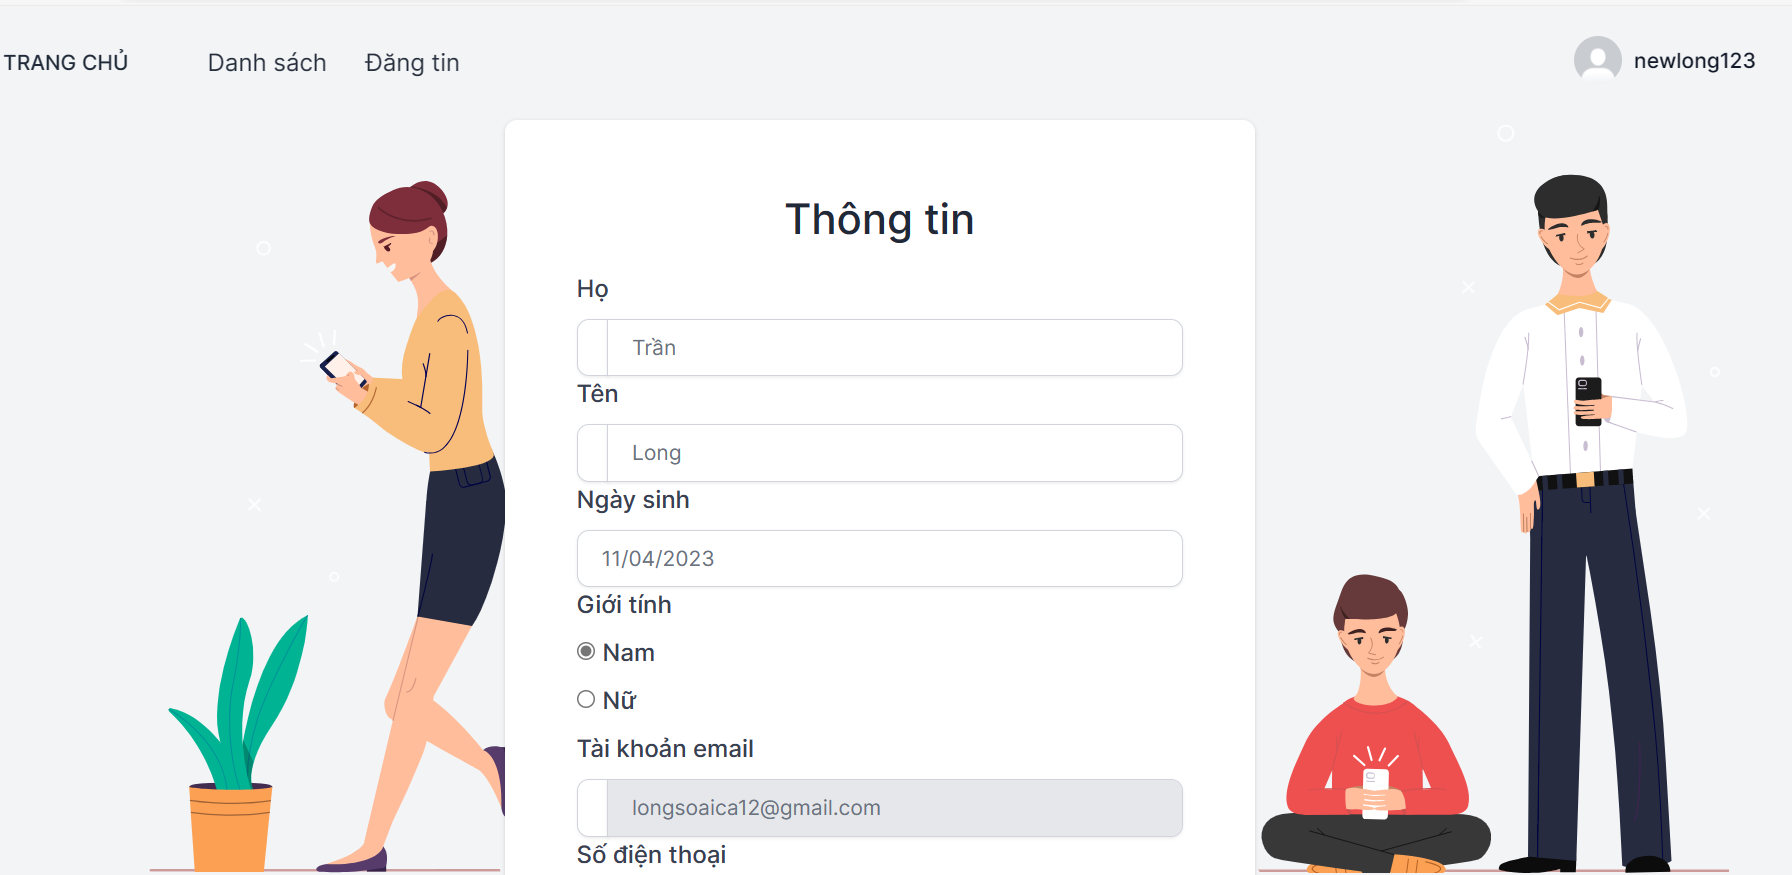 TRANG CHỦ
Danh sách
Đăng tin
newlong123
Thông tin
Họ
Trần
Tên
Long
Ngày sinh
11/04/2023
Giới tính
Nam
Nữ
Tài khoản email
longsoaica12@gmail.com
Số điện thoại